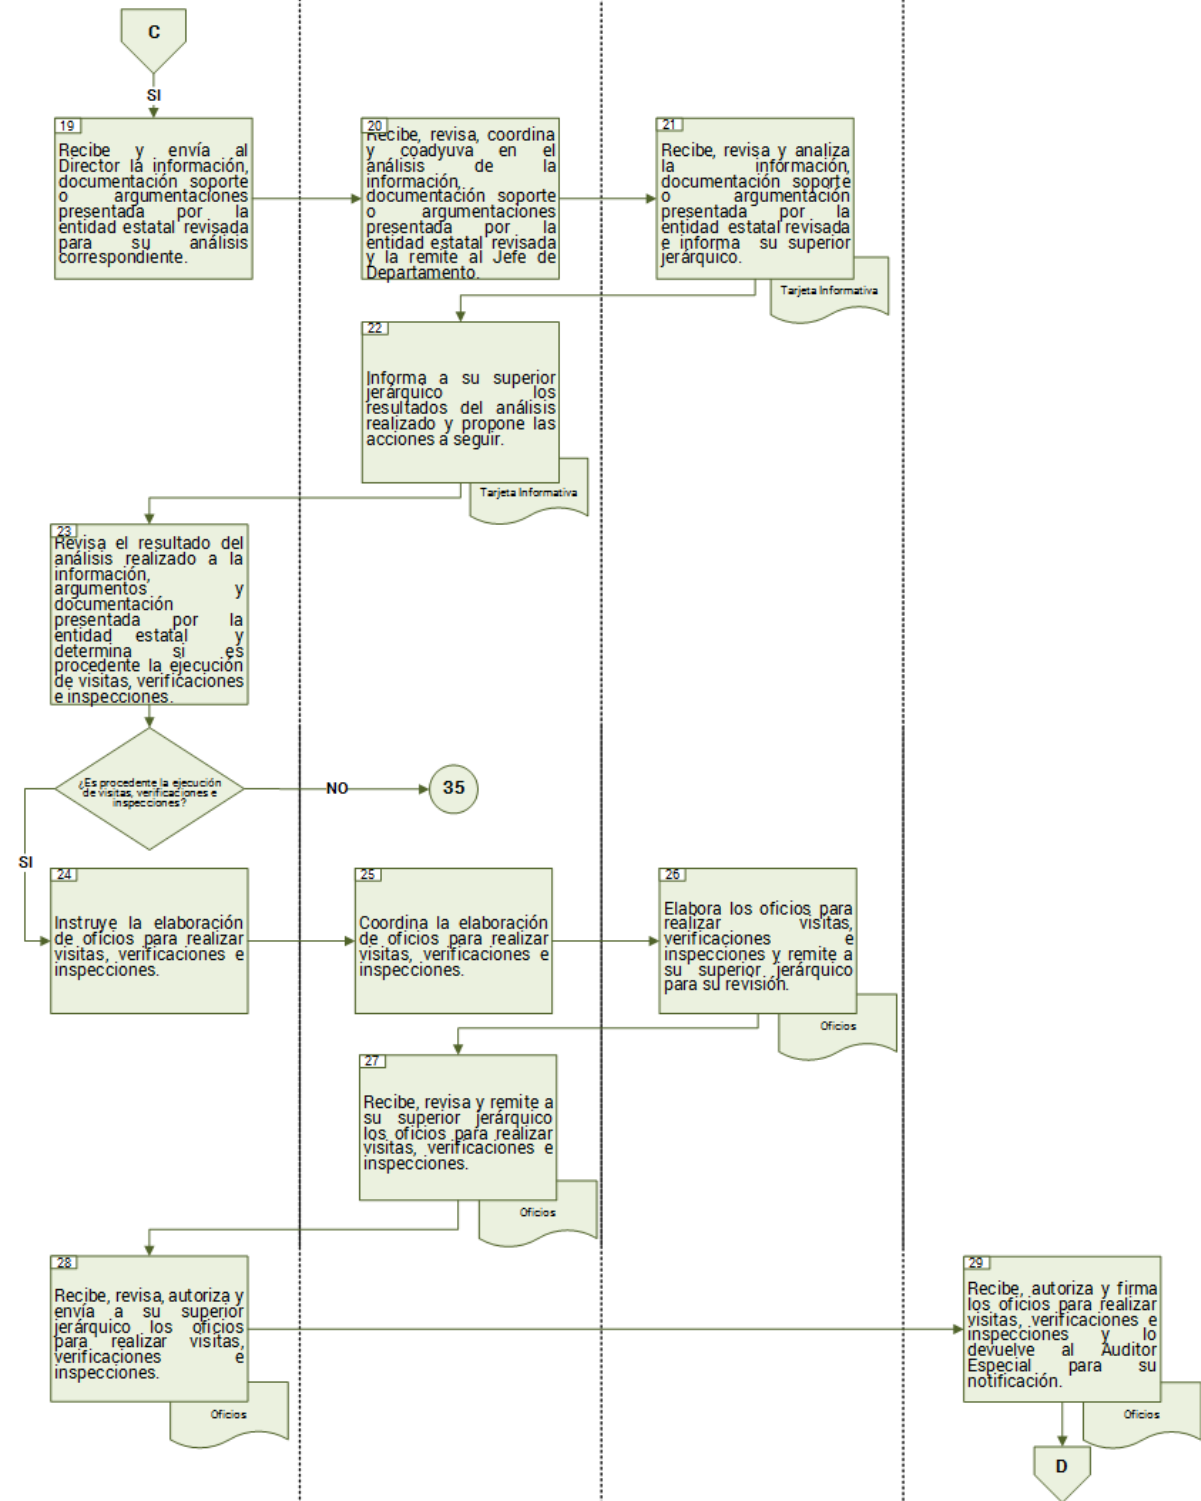 C
SI
19
Recibe y envía al
Director la información,
documentación soporte
o argumentaciones
presentada por la
entidad estatal revisada
para su análisis
correspondiente.
20
Recibe, revisa, coordina
y coadyuva en el
análisis de la
información,
documentación soporte
o argumentaciones
presentada por la
entidad estatal revisada
y la remite al Jefe de
Departamento.
21
Recibe, revisa y analiza
la información,
documentación soporte
o argumentación
presentada por la
entidad estatal revisada
e informa su superior
jerárquico.
Tarjeta Informativa
22
Informa a su superior
jerárquico los
resultados del análisis
realizado y propone las
acciones a seguir.
Tarjeta Informativa
23
Revisa el resultado del
análisis realizado a la
información,
argumentos y
documentación
presentada por la
entidad estatal y
determina si es
procedente la ejecución
de visitas, verificaciones
e inspecciones.
¿Es procedente la ejecución
de visitas, verificaciones e
inspecciones?
NO
35
SI
24
Instruye la elaboración
de oficios para realizar
visitas, verificaciones e
inspecciones.
25
Coordina la elaboración
de oficios para realizar
visitas, verificaciones e
inspecciones.
26
Elabora los oficios para
realizar visitas,
verificaciones e
inspecciones y remite a
su superior jerárquico
para su revisión.
Oficios
27
Recibe, revisa y remite a
su superior jerárquico
los oficios para realizar
visitas, verificaciones e
inspecciones.
Oficios
28
Recibe, revisa, autoriza y
envía a su superior
jerárquico los oficios
para realizar visitas,
verificaciones e
inspecciones.
Oficios
29
Recibe, autoriza y firma
los oficios para realizar
visitas, verificaciones e
inspecciones y lo
devuelve al Auditor
Especial para su
notificación.
Oficios
D